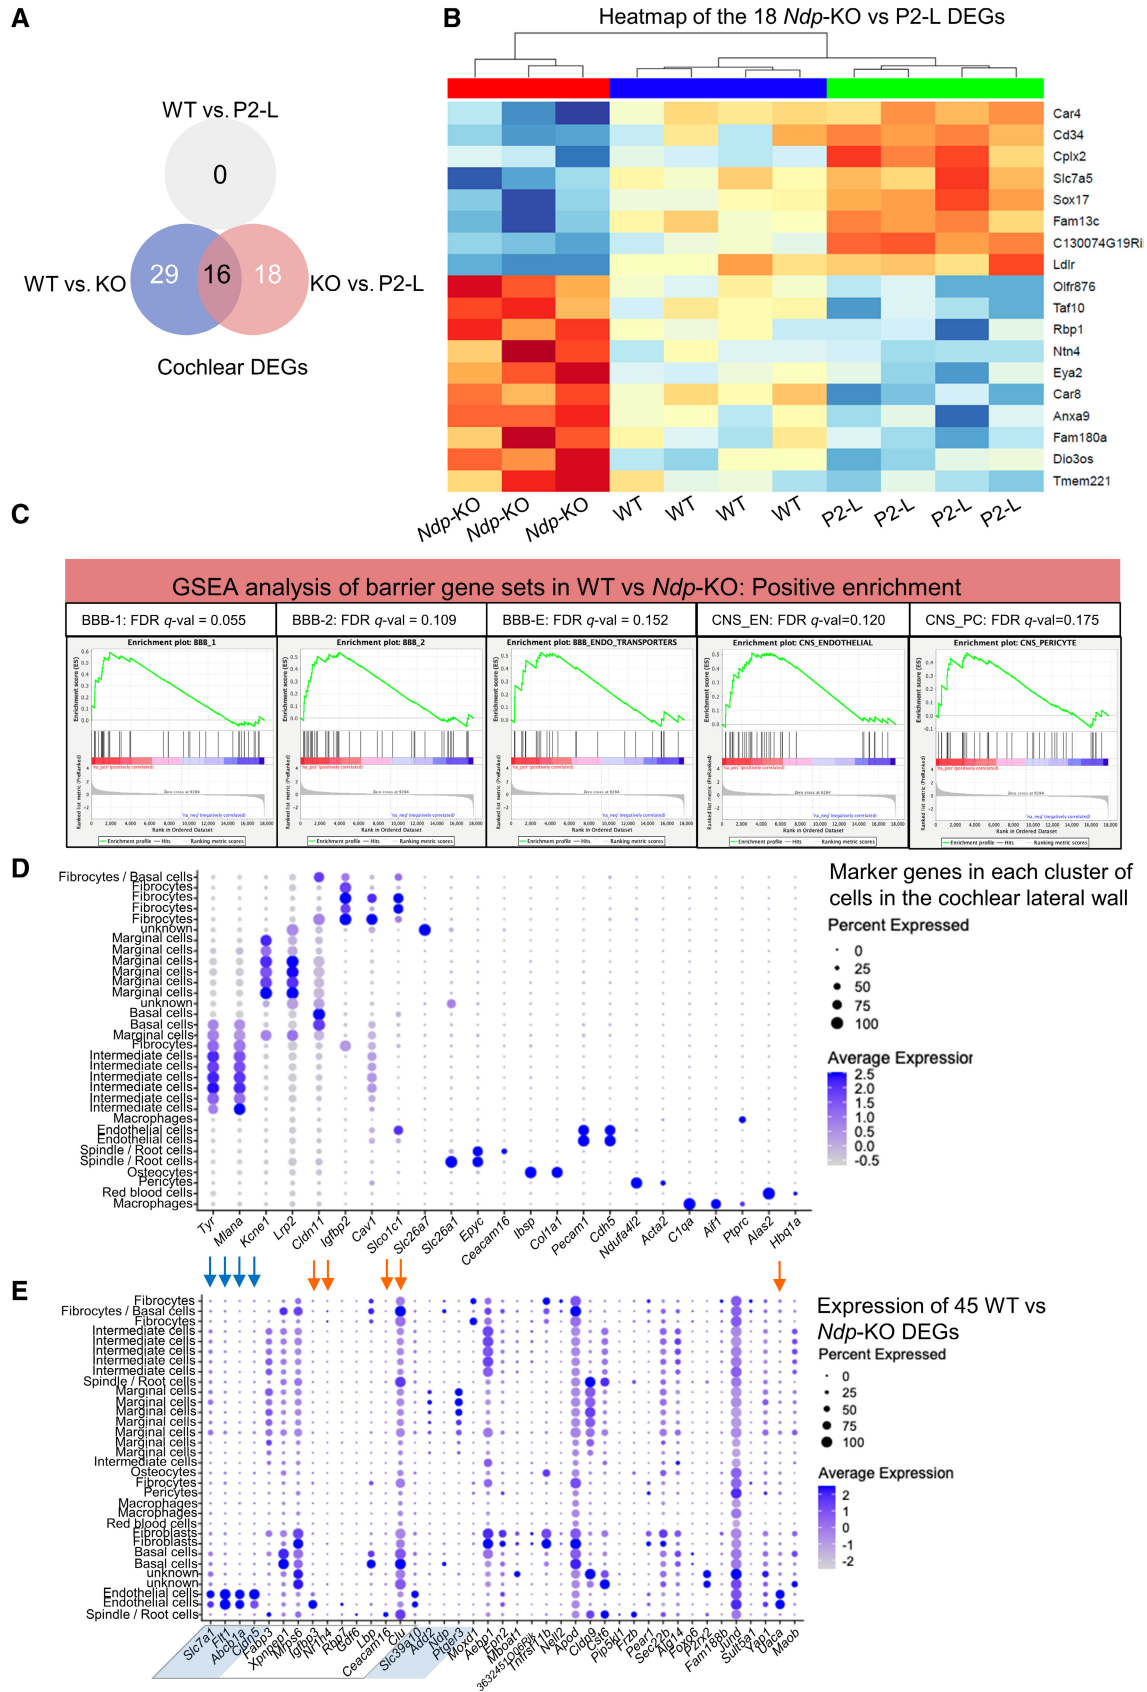 A
WT vs. P2-L
0
WT vs. KO
29
16
18
KO vs. P2-L
Cochlear DEGs
B
Heatmap of the 18 Ndp-KO vs P2-L DEGs
Car4
Cd34
Cplx2
Slc7a5
Sox17
Fam13c
C130074G19Ri
Ldlr
Olfr876
Taf10
Rbp1
Ntn4
Eya2
Car8
Anxa9
Fam180a
Dio3os
Tmem221
Ndp-KO
Ndp-KO
Ndp-KO
WT
WT
WT
WT
P2-L
P2-L
P2-L
P2-L
C
GSEA analysis of barrier gene sets in WT vs Ndp-KO: Positive enrichment
BBB-1: FDR q-val = 0.055
BBB-2: FDR q-val = 0.109
BBB-E: FDR q-val = 0.152
CNS_EN: FDR q-val=0.120
CNS_PC: FDR q-val=0.175
Enrichment plot: BBB_1
Enrichment plot: BBB_2
Enrichment plot: BBB_ENDO_TRANSPORTERS
Enrichment plot: CNS_ENDOTHELIAL
Enrichment plot: CNS_PERICYTE
D
Marker genes in each cluster of
cells in the cochlear lateral wall
Percent Expressed
0
25
50
75
100
Average Expression
2.5
2.0
1.5
1.0
0.5
0.0
-0.5
Fibrocytes / Basal cells
Fibrocytes
Fibrocytes
Fibrocytes
Fibrocytes
unknown
Marginal cells
Marginal cells
Marginal cells
Marginal cells
Marginal cells
Marginal cells
unknown
Basal cells
Basal cells
Marginal cells
Fibrocytes
Intermediate cells
Intermediate cells
Intermediate cells
Intermediate cells
Intermediate cells
Intermediate cells
Macrophages
Endothelial cells
Endothelial cells
Spindle / Root cells
Spindle / Root cells
Osteocytes
Pericytes
Red blood cells
Macrophages
Tyr
Mlana
Kcne1
Lrp2
Cldn11
Igfbp2
Cav1
Slco1c1
Slc26a7
Slc26a1
Epyc
Ceacam16
Ibsp
Col1a1
Pecam1
Cdh5
Ndufa4l2
Acta2
C1qa
Aif1
Ptprc
Alas2
Hbq1a
E
Expression of 45 WT vs
Ndp-KO DEGs
Percent Expressed
0
25
50
75
100
Average Expression
2
1
0
-1
-2
Fibrocytes
Fibrocytes / Basal cells
Fibrocytes
Intermediate cells
Intermediate cells
Intermediate cells
Intermediate cells
Intermediate cells
Spindle / Root cells
Marginal cells
Marginal cells
Marginal cells
Marginal cells
Marginal cells
Marginal cells
Marginal cells
Intermediate cells
Osteocytes
Fibrocytes
Pericytes
Macrophages
Macrophages
Red blood cells
Fibroblasts
Fibroblasts
Basal cells
Basal cells
unknown
unknown
Endothelial cells
Endothelial cells
Spindle / Root cells
Slc7a1
Flt1
Abcb1a
Cldn5
Fabp3
Xpnpep1
Mrps6
Igfbp3
Nr1h4
Rbp7
Gdf6
Lbp
Ceacam16
Clu
Slc39a10
Add2
Ndp
Ptger3
Moxd1
Aebp1
Mpzl2
Mboat1
3632451O06Rik
Tnfrsf11b
Nell2
Apod
Cldn9
Cst6
Pip5kl1
Frzb
Pear1
Sec22b
Alg14
Foxq6
P2rx2
Fam188b
Jund
Sult5a1
Yap1
Uaca
Maob